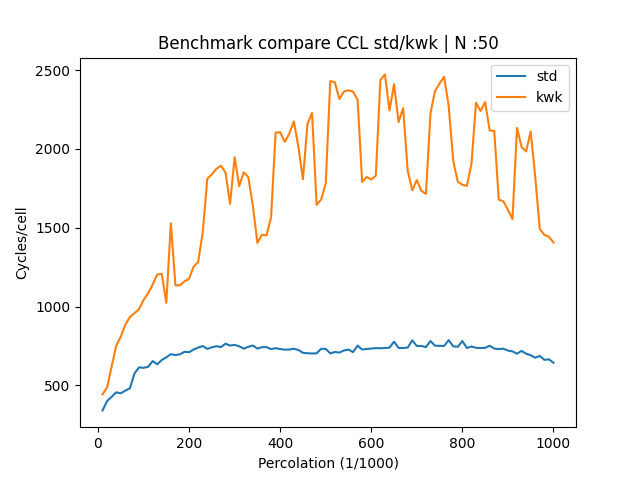 Benchmark compare CCL std/kwk | N :50
std
kwk
2500
2000
1500
1000
500
Cycles/cell
0
200
400
600
800
1000
Percolation (1/1000)